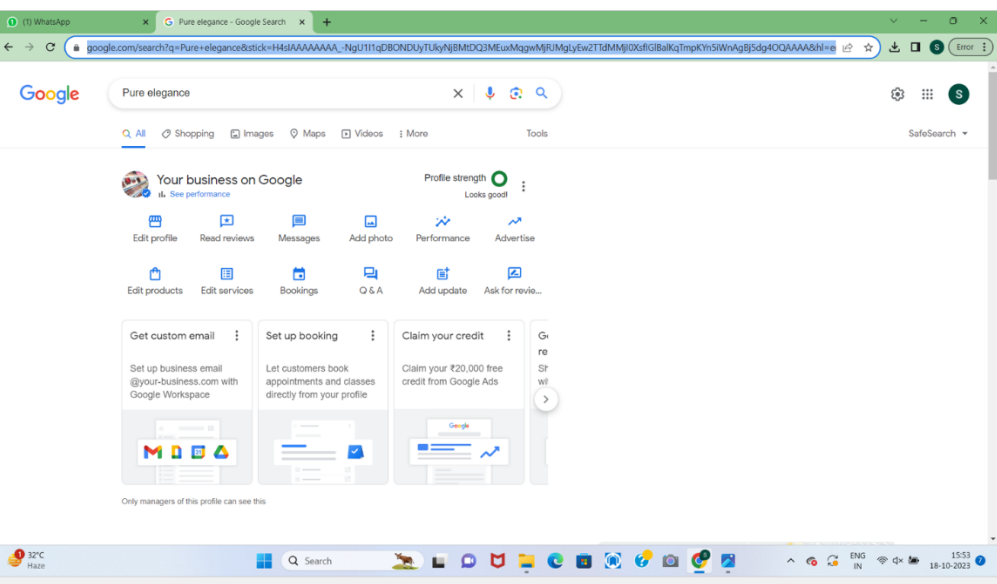 (1) WhatsApp
Pure elegance - Google Search
google.com/search?q=Pure+elegance&stick=
Error
Google
Pure elegance
S
All Shopping Images Maps Videos More Tools
SafeSearch
Your business on Google
See performance
Profile strength
Looks good!
Edit profile Read reviews Messages Add photo Performance Advertise
Edit products Edit services Bookings Q & A Add update Ask for revie...
Get custom email
Set up business email
@your-business.com with
Google Workspace
Set up booking
Let customers book
appointments and classes
directly from your profile
Claim your credit
Claim your ₹20,000 free
credit from Google Ads
Google
Only managers of this profile can see this
32°C
Haze
Search
ENG
IN
15:53
18-10-2023